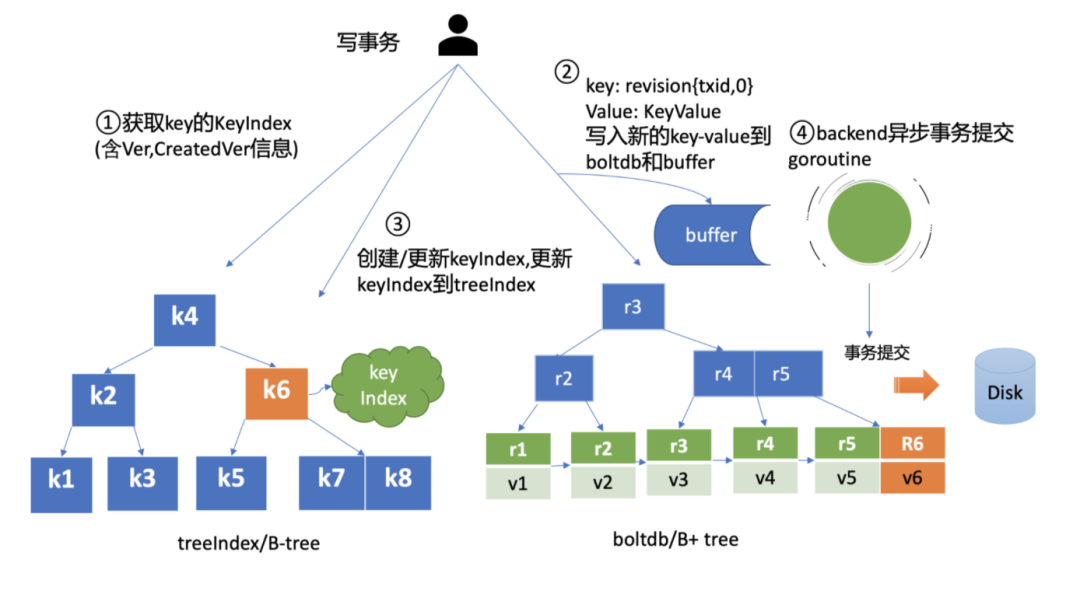 写事务
①获取key的KeyIndex
(含Ver,CreatedVer信息)
②
key: revision{txid,0}
Value: KeyValue
写入新的key-value到
boltdb和buffer
④backend异步事务提交
goroutine
③
创建/更新keyIndex,更新
keyIndex到treeIndex
buffer
事务提交
Disk
k4
k2
k6
key
Index
k1
k3
k5
k7
k8
treeIndex/B-tree
r3
r2
r4
r5
r1
r2
r3
r4
r5
R6
v1
v2
v3
v4
v5
v6
boltdb/B+ tree